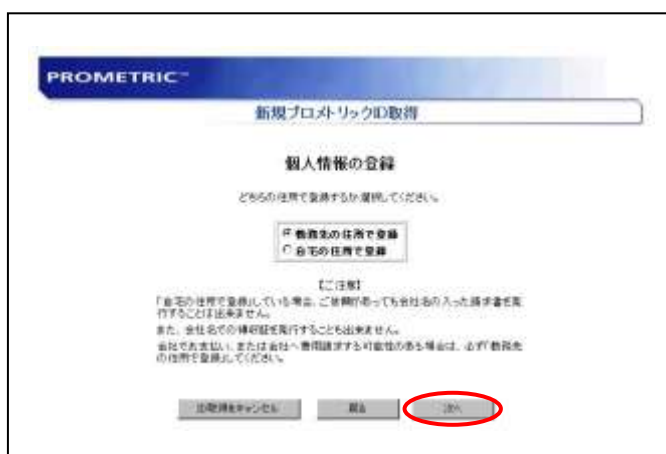 PROMETRIC™
新規プロメトリックID取得
個人情報の登録
どちらの住所で登録するか選択してください。
勤務先の住所で登録
自宅の住所で登録
【ご注意】
「自宅の住所で登録」している場合、ご依頼があっても会社名の入った請求書を発
行することは出来ません。
また、会社名での領収証を発行することも出来ません。
会社でお支払い、または会社へ費用請求する可能性のある場合は、必ず「勤務先
の住所で登録」してください。
ID取得をキャンセル
戻る
次へ